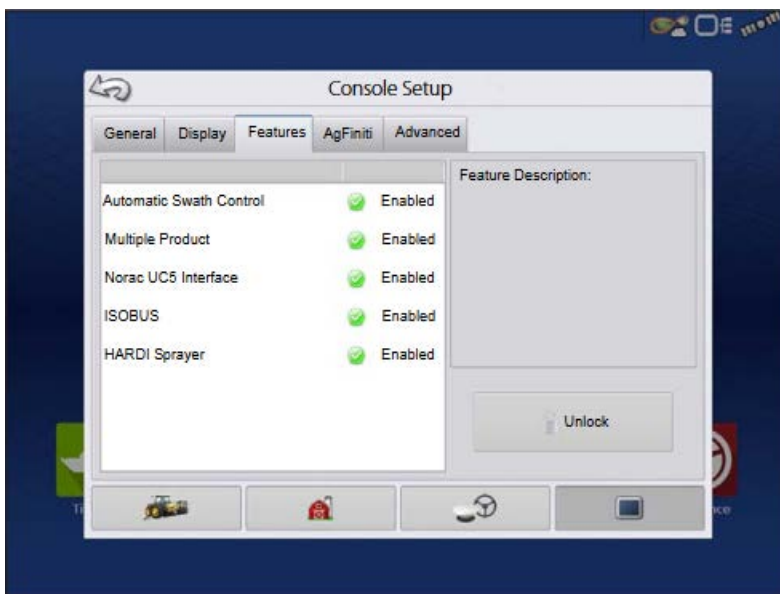 Console Setup
General Display Features AgFiniti Advanced
Feature Description:
Automatic Swath Control Enabled
Multiple Product Enabled
Norac UC5 Interface Enabled
ISOBUS Enabled
HARDI Sprayer Enabled
Unlock